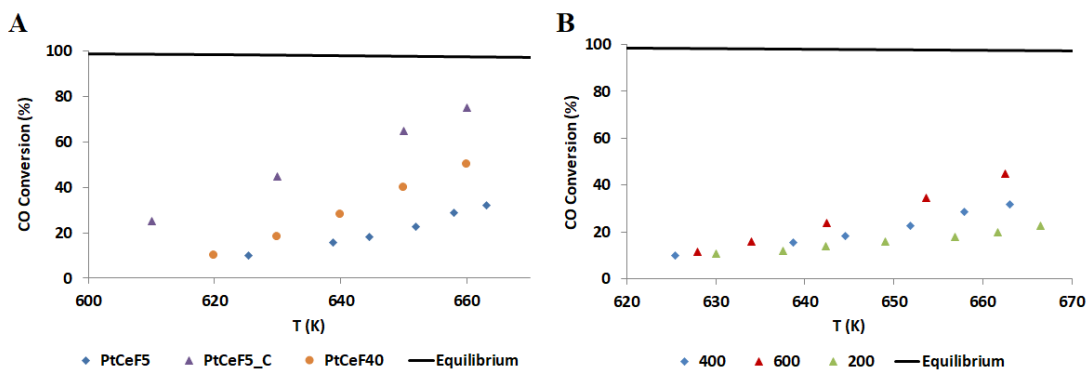 A
CO Conversion (%)
100
80
60
40
20
0
600 620 640 660
T (K)
PtCeF5 PtCeF5_C PtCeF40 Equilibrium
B
CO Conversion (%)
100
80
60
40
20
0
620 630 640 650 660 670
T (K)
400 600 200 Equilibrium